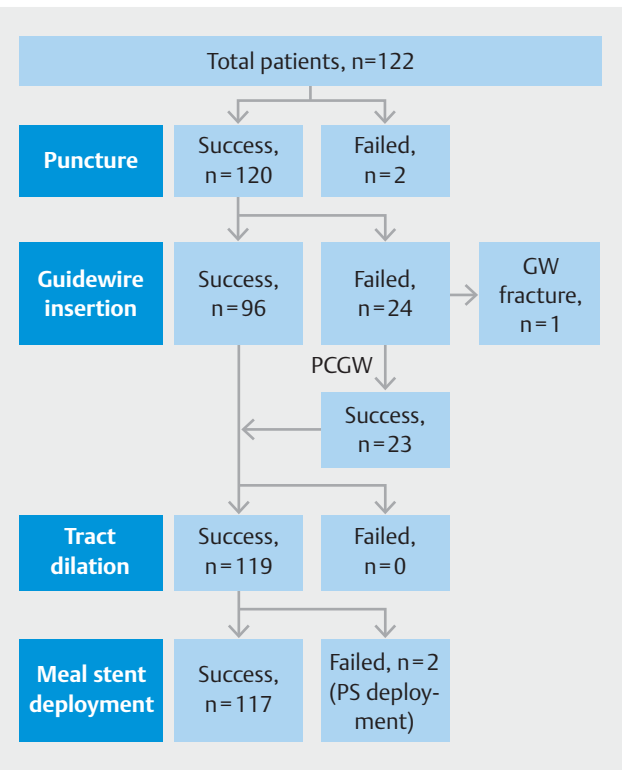 Total patients, n=122
Puncture
Success,
n=120
Failed,
n=2
Guidewire
insertion
Success,
n=96
Failed,
n=24
GW
fracture,
n=1
PCGW
Success,
n=23
Tract
dilation
Success,
n=119
Failed,
n=0
Meal stent
deployment
Success,
n=117
Failed, n=2
(PS deploy-
ment)